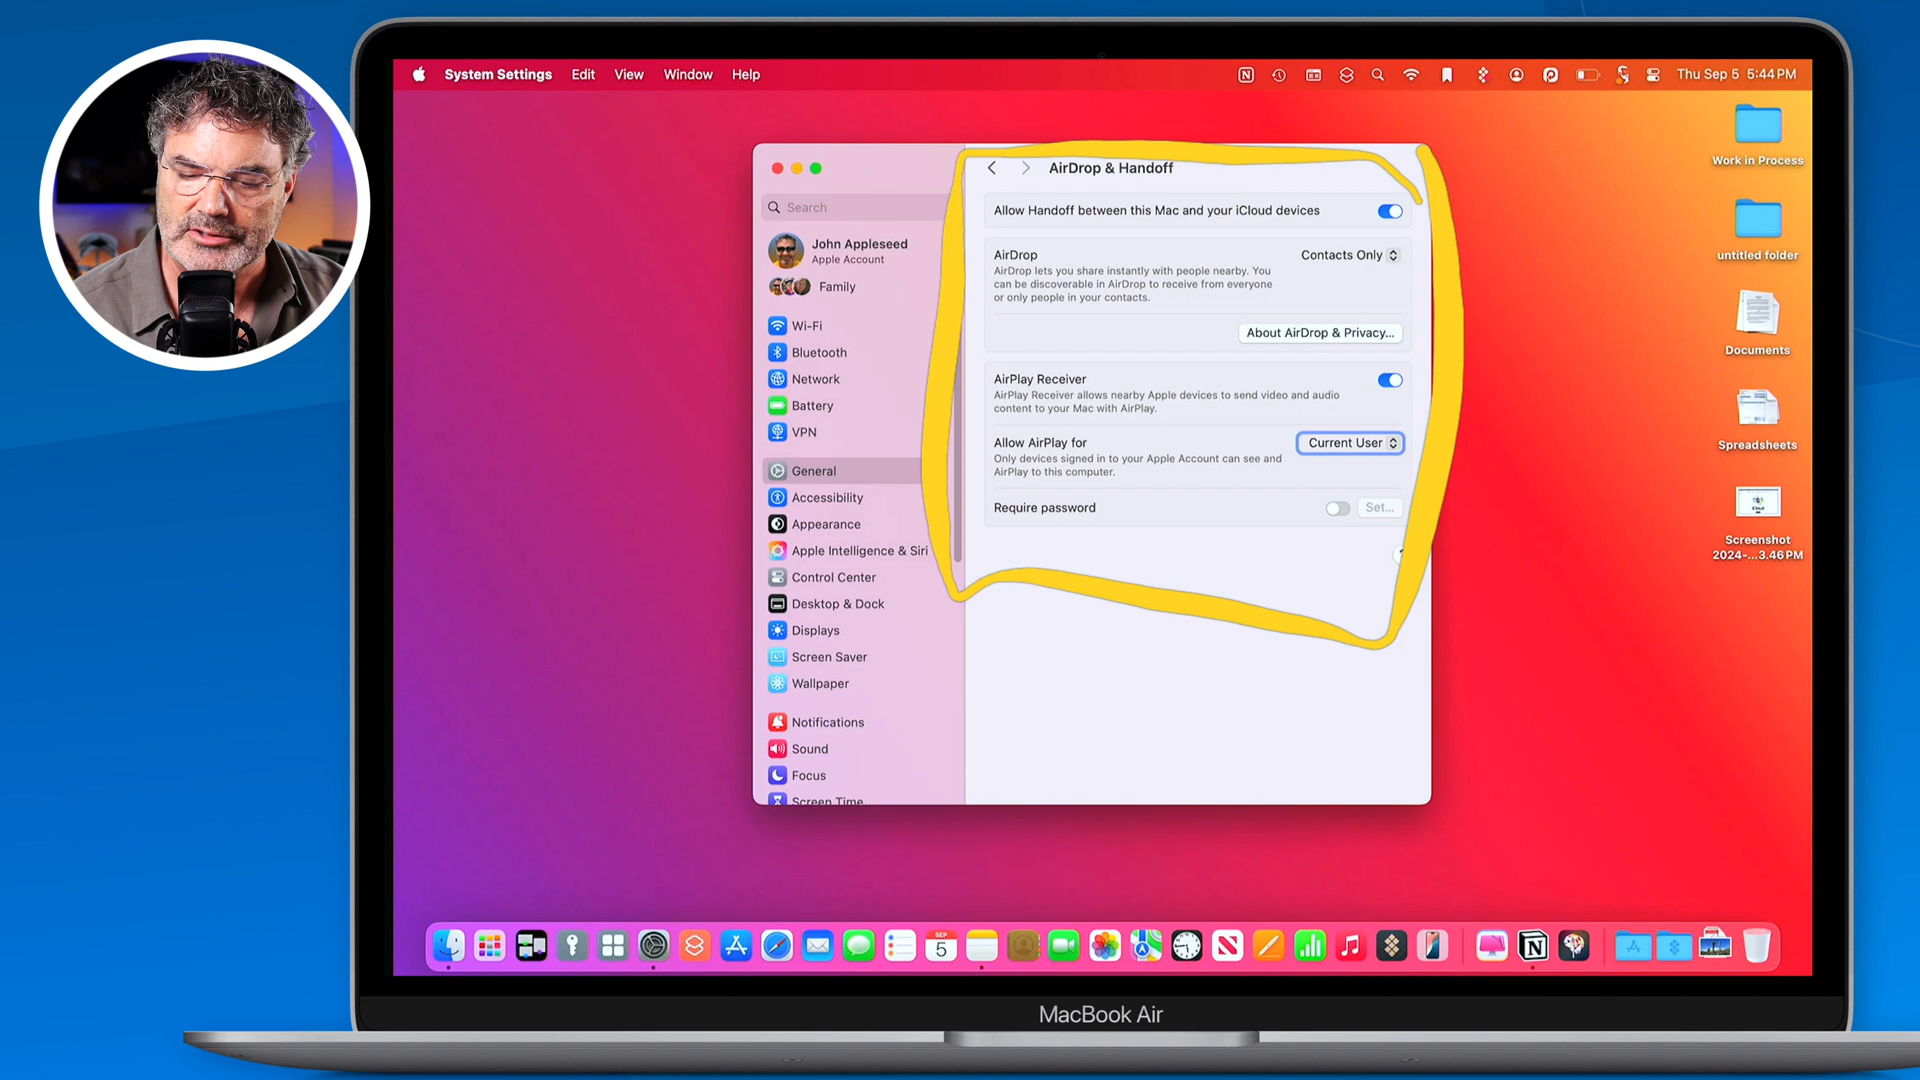 System Settings Edit View Window Help
Thu Sep 5 5:44 PM
Work in Process
untitled folder
Documents
Spreadsheets
Screenshot
2024-...3.46 PM
Search
John Appleseed
Apple Account
Family
Wi-Fi
Bluetooth
Network
Battery
VPN
General
Accessibility
Appearance
Apple Intelligence & Siri
Control Center
Desktop & Dock
Displays
Screen Saver
Wallpaper
Notifications
Sound
Focus
Screen Time
AirDrop & Handoff
Allow Handoff between this Mac and your iCloud devices
AirDrop
Contacts Only
AirDrop lets you share instantly with people nearby. You
can be discoverable in AirDrop to receive from everyone
or only people in your contacts.
About AirDrop & Privacy...
AirPlay Receiver
AirPlay Receiver allows nearby Apple devices to send video and audio
content to your Mac with AirPlay.
Allow AirPlay for
Current User
Only devices signed in to your Apple Account can see and
AirPlay to this computer.
Require password
Set...
SEP
5
MacBook Air